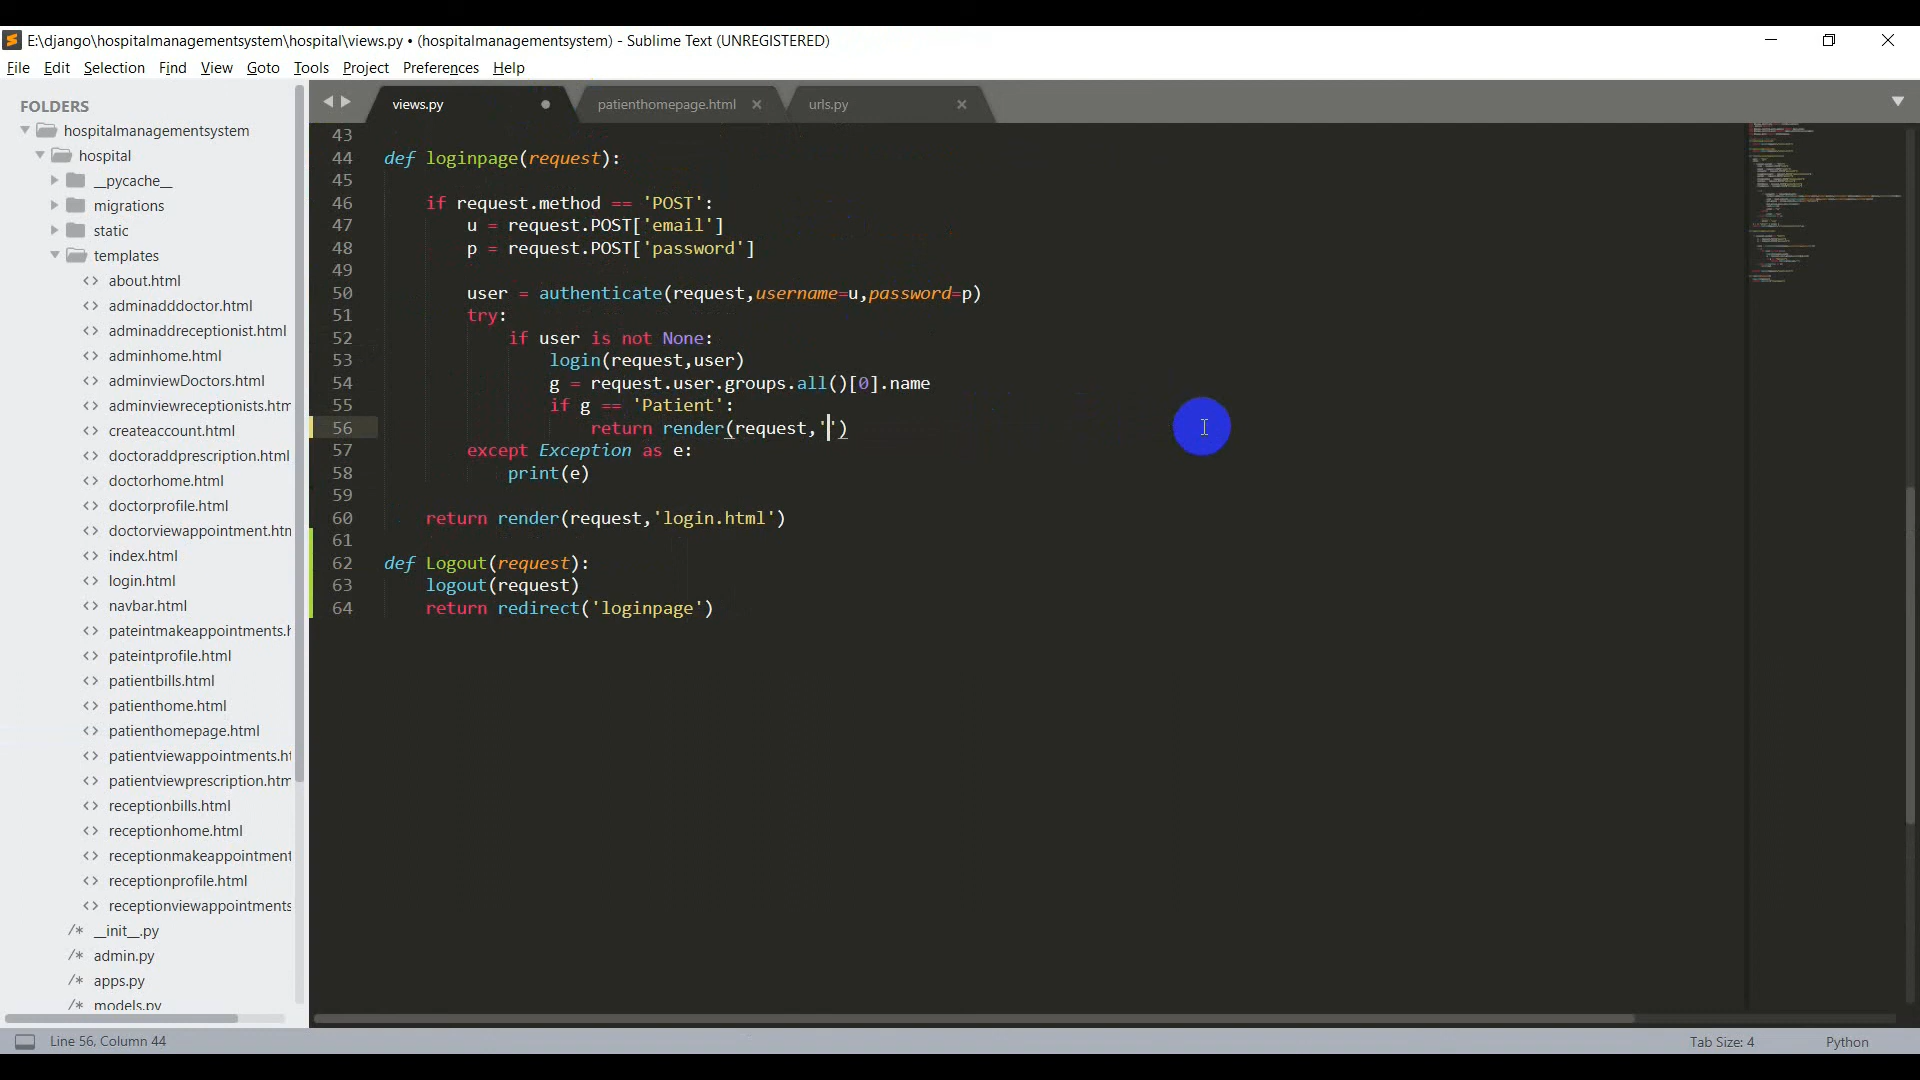 E:\django\hospitalmanagementsystem\hospital\views.py • (hospitalmanagementsystem) - Sublime Text (UNREGISTERED)
File Edit Selection Find View Goto Tools Project Preferences Help
FOLDERS
hospitalmanagementsystem
hospital
__pycache__
migrations
static
templates
about.html
adminadddoctor.html
adminaddreceptionist.html
adminhome.html
adminviewDoctors.html
adminviewreceptionists.htm
createaccount.html
doctoraddprescription.html
doctorhome.html
doctorprofile.html
doctorviewappointment.htm
index.html
login.html
navbar.html
pateintmakeappointments.h
pateintprofile.html
patientbills.html
patienthome.html
patienthomepage.html
patientviewappointments.ht
patientviewprescription.htm
receptionbills.html
receptionhome.html
receptionmakeappointment
receptionprofile.html
receptionviewappointments
/* __init__.py
/* admin.py
/* apps.py
/* models.py
views.py patienthomepage.html urls.py
43
44 def loginpage(request):
45
46 if request.method == 'POST':
47 u = request.POST['email']
48 p = request.POST['password']
49
50 user = authenticate(request,username=u,password=p)
51 try:
52 if user is not None:
53 login(request,user)
54 g = request.user.groups.all()[0].name
55 if g == 'Patient':
56 return render(request,'')
57 except Exception as e:
58 print(e)
59
60 return render(request,'login.html')
61
62 def Logout(request):
63 logout(request)
64 return redirect('loginpage')
Line 56, Column 44 Tab Size: 4 Python